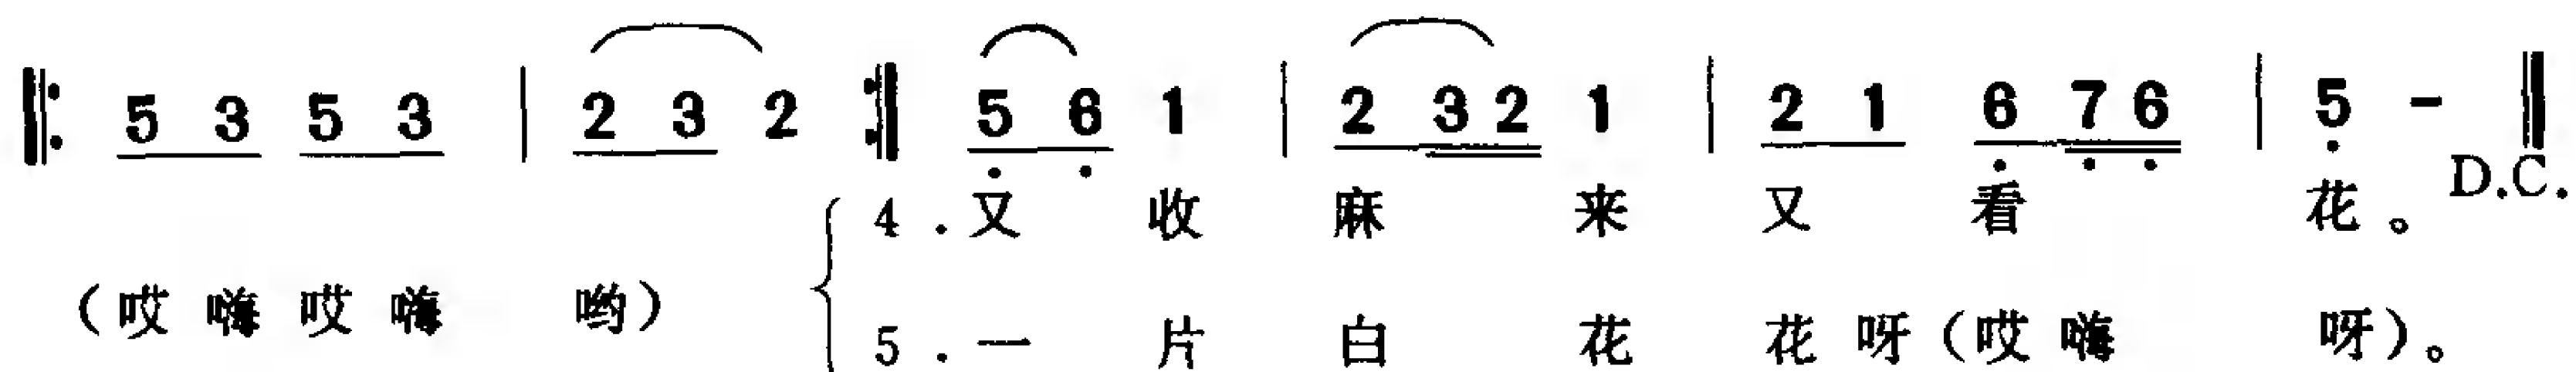 5 3 5 3 2 3 2 5 6 1 2 3 2 1 2 1 6 7 6 5 -
D.C.
4.又收麻来又看花。
(哎嗨哎嗨哟)
5.一片白花花呀(哎嗨呀)。